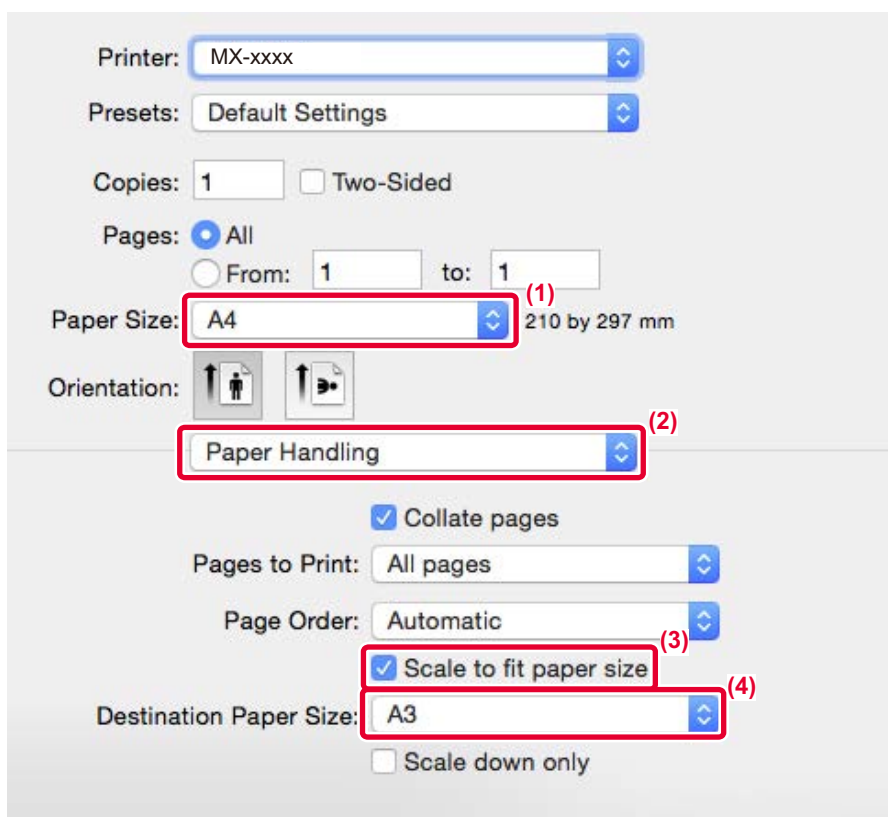 Printer: MX-xxxx
Presets: Default Settings
Copies: 1 Two-Sided
Pages: All
From: 1 to: 1
(1)
Paper Size: A4 210 by 297 mm
Orientation:
(2)
Paper Handling
Collate pages
Pages to Print: All pages
Page Order: Automatic
(3)
Scale to fit paper size
(4)
Destination Paper Size: A3
Scale down only